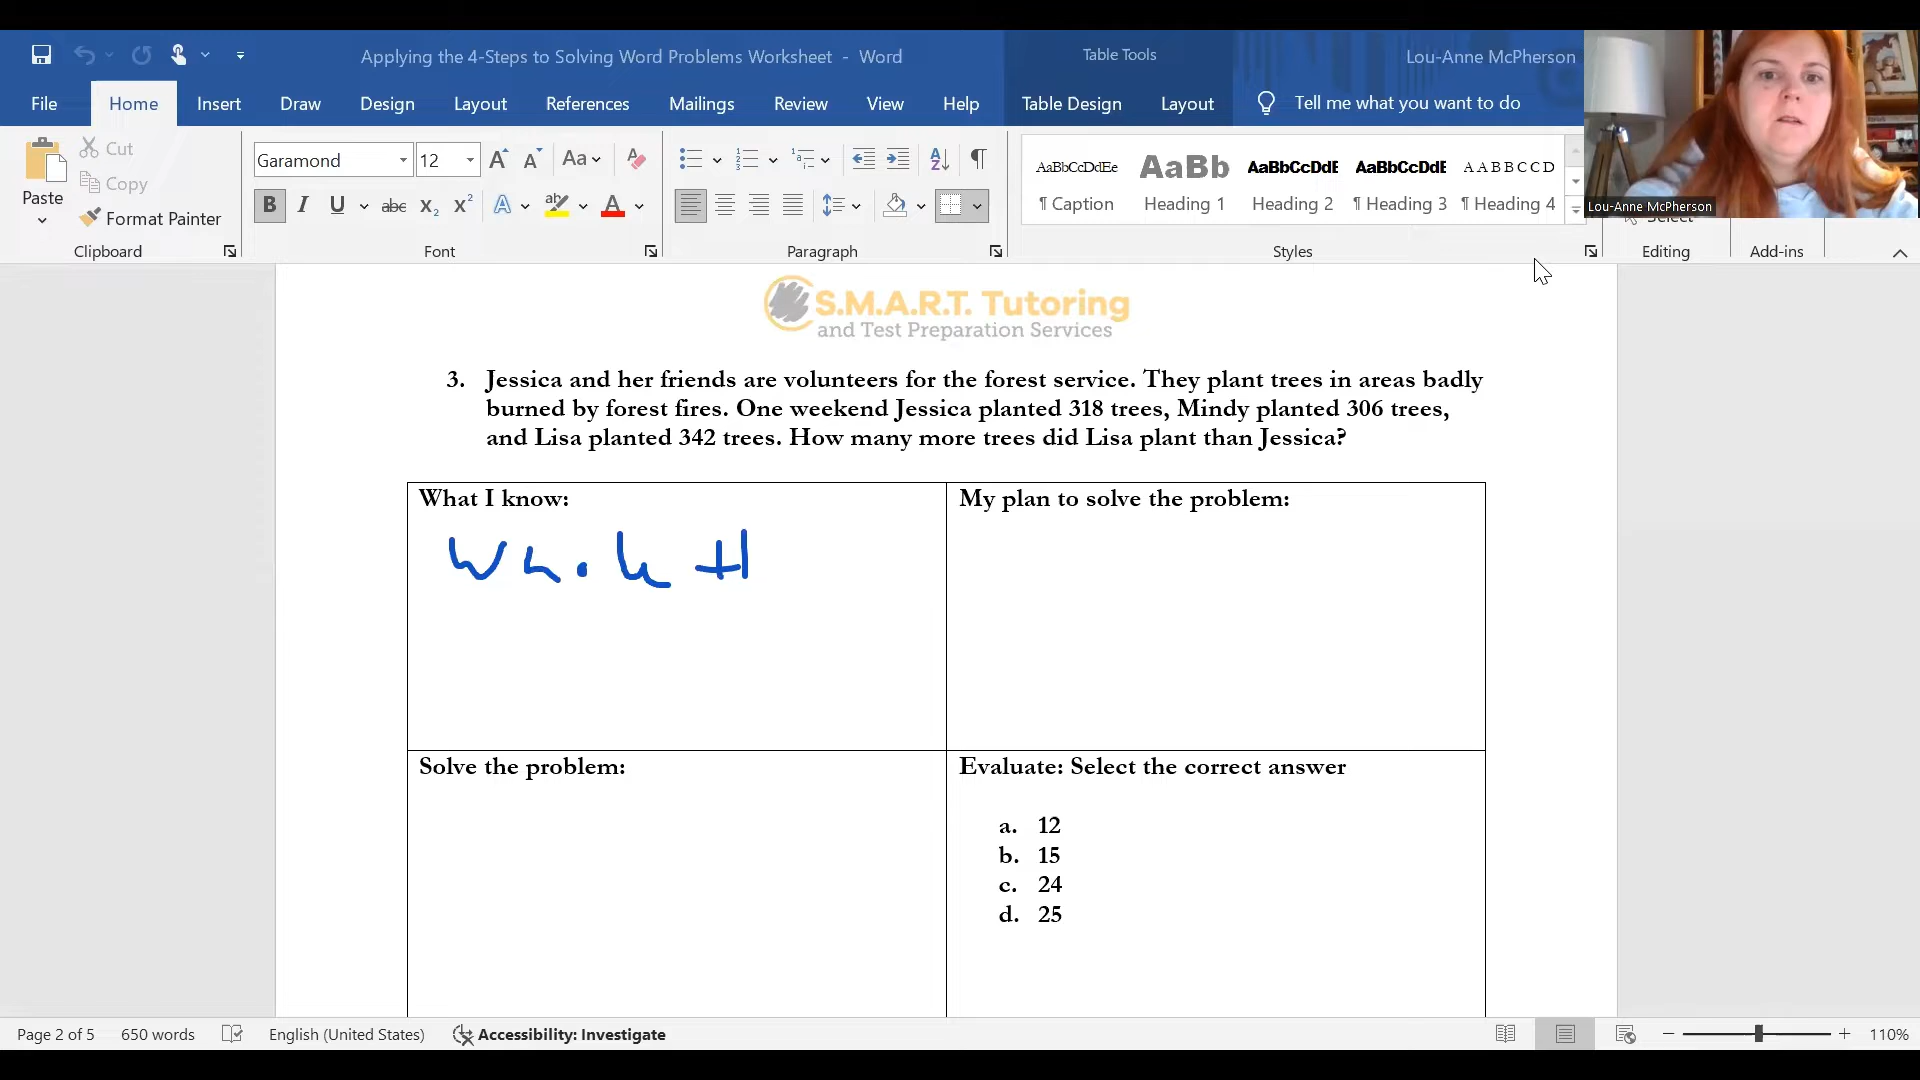 Applying the 4-Steps to Solving Word Problems Worksheet - Word
Table Tools
Lou-Anne McPherson
File Home Insert Draw Design Layout References Mailings Review View Help Table Design Layout Tell me what you want to do
Paste
Cut
Copy
Format Painter
Clipboard
Garamond 12
Font
Paragraph
AaBbCcDdEe AaBb AaBbCcDdE AaBbCcDdE AABBCCD
¶ Caption Heading 1 Heading 2 ¶ Heading 3 ¶ Heading 4
Styles
Select
Editing
Add-ins
Lou-Anne McPherson
S.M.A.R.T. Tutoring
and Test Preparation Services
3. Jessica and her friends are volunteers for the forest service. They plant trees in areas badly
burned by forest fires. One weekend Jessica planted 318 trees, Mindy planted 306 trees,
and Lisa planted 342 trees. How many more trees did Lisa plant than Jessica?
What I know:
My plan to solve the problem:
Solve the problem:
Evaluate: Select the correct answer
a. 12
b. 15
c. 24
d. 25
Page 2 of 5 650 words English (United States) Accessibility: Investigate 110%